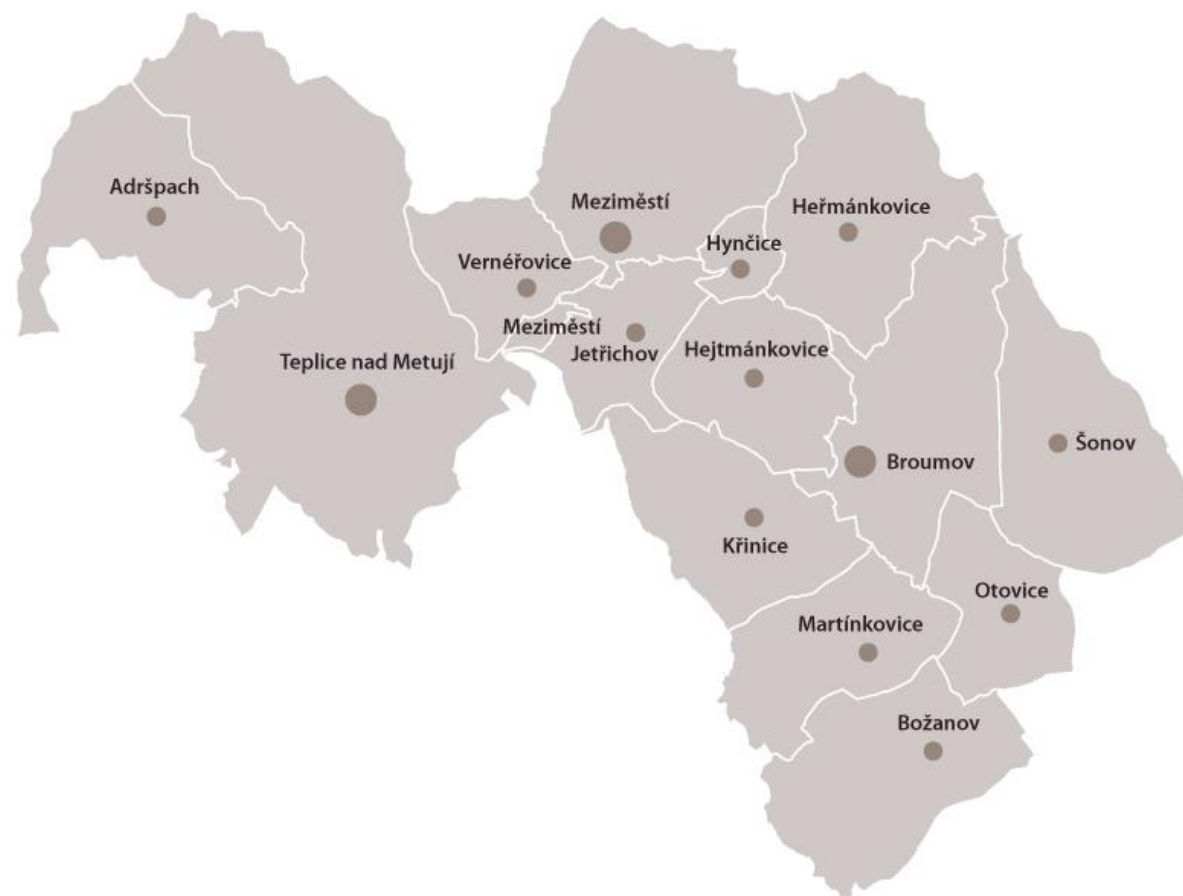 Adršpach
Meziměstí
Heřmánkovice
Hynčice
Vernéřovice
Meziměstí
Jetřichov
Hejtmánkovice
Teplice nad Metují
Šonov
Broumov
Křinice
Otovice
Martínkovice
Božanov